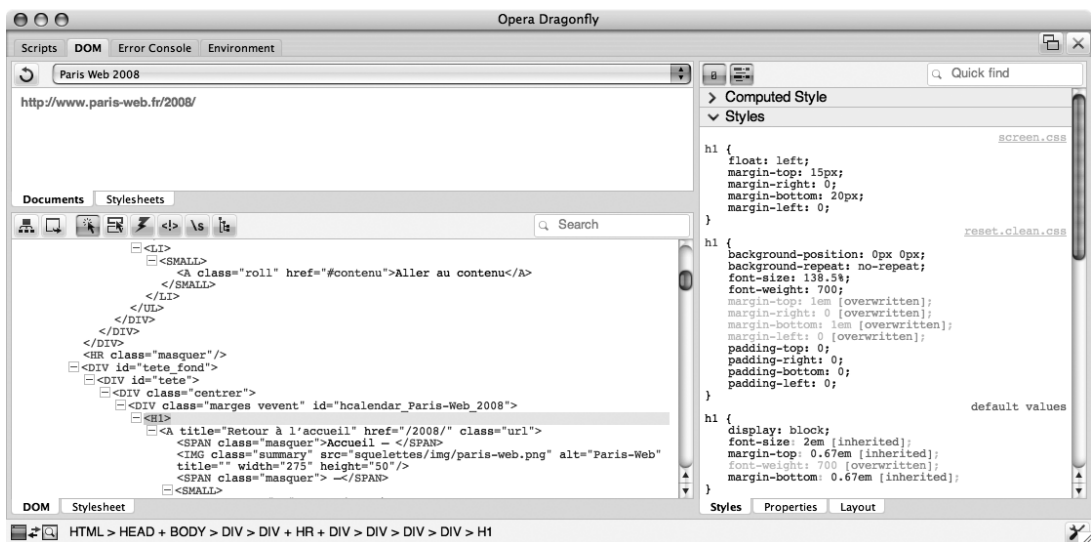 Opera Dragonfly
Scripts DOM Error Console Environment
Paris Web 2008
http://www.paris-web.fr/2008/
Documents Stylesheets
<!> \s
Search
<LI>
<SMALL>
<A class="roll" href="#contenu">Aller au contenu</A>
</SMALL>
</LI>
</UL>
</DIV>
</DIV>
</DIV>
<HR class="masquer"/>
<DIV id="tete_fond">
<DIV id="tete">
<DIV class="centrer">
<DIV class="marges vevent" id="hcalendar_Paris-Web_2008">
<H1>
<A title="Retour à l'accueil" href="/2008/" class="url">
<SPAN class="masquer">Accueil — </SPAN>
<IMG class="summary" src="squelettes/img/paris-web.png" alt="Paris-Web"
title="" width="275" height="50"/>
<SPAN class="masquer"> —</SPAN>
<SMALL>
DOM Stylesheet
Quick find
Computed Style
Styles
screen.css
h1 {
float: left;
margin-top: 15px;
margin-right: 0;
margin-bottom: 20px;
margin-left: 0;
}
reset.clean.css
h1 {
background-position: 0px 0px;
background-repeat: no-repeat;
font-size: 138.5%;
font-weight: 700;
margin-top: 1em [overwritten];
margin-right: 0 [overwritten];
margin-bottom: 1em [overwritten];
margin-left: 0 [overwritten];
padding-top: 0;
padding-right: 0;
padding-bottom: 0;
padding-left: 0;
}
default values
h1 {
display: block;
font-size: 2em [inherited];
margin-top: 0.67em [inherited];
font-weight: 700 [overwritten];
margin-bottom: 0.67em [inherited];
}
Styles Properties Layout
HTML > HEAD + BODY > DIV > DIV + HR + DIV > DIV > DIV > DIV > H1